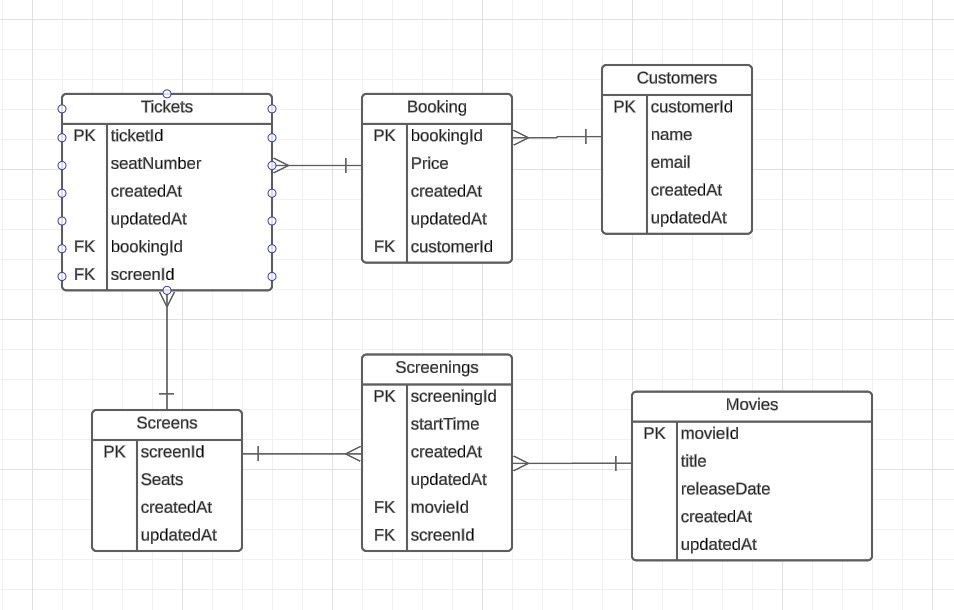 Tickets
PK ticketId
seatNumber
createdAt
updatedAt
FK bookingId
FK screenId
Booking
PK bookingId
Price
createdAt
updatedAt
FK customerId
Customers
PK customerId
name
email
createdAt
updatedAt
Screens
PK screenId
Seats
createdAt
updatedAt
Screenings
PK screeningId
startTime
createdAt
updatedAt
FK movieId
FK screenId
Movies
PK movieId
title
releaseDate
createdAt
updatedAt